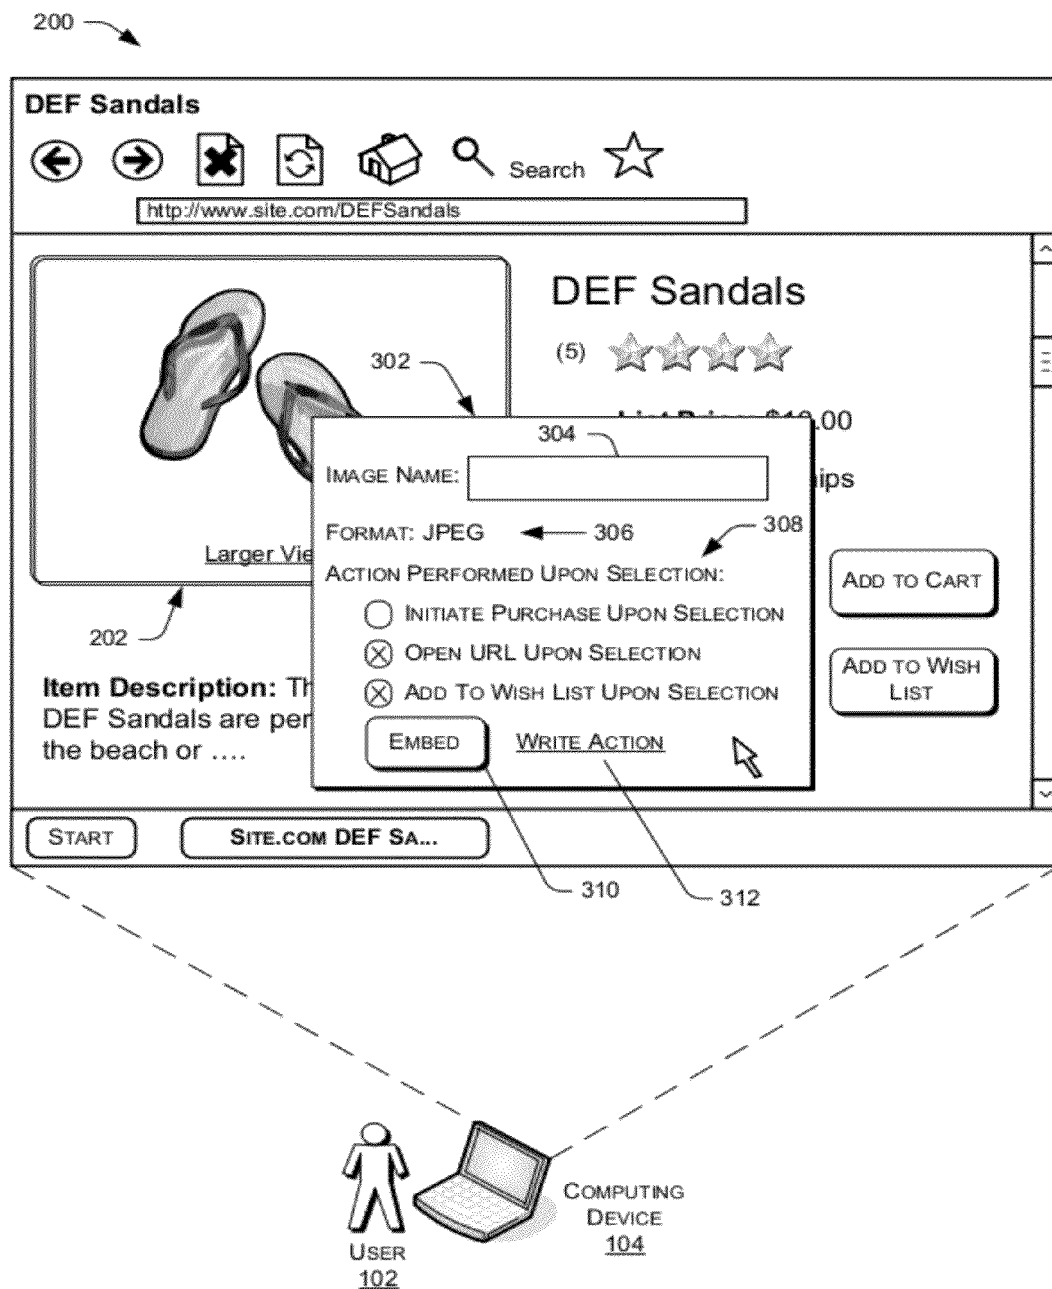 200
DEF Sandals
Search
http://www.site.com/DEFSandals
DEF Sandals
(5)
302
.00
304
IMAGE NAME:
ips
FORMAT: JPEG
306
308
Larger Vie
ACTION PERFORMED UPON SELECTION:
ADD TO CART
INITIATE PURCHASE UPON SELECTION
202
OPEN URL UPON SELECTION
ADD TO WISH
LIST
Item Description: Th
ADD TO WISH LIST UPON SELECTION
DEF Sandals are per
the beach or ....
EMBED
WRITE ACTION
START
SITE.COM DEF SA...
310
312
COMPUTING
DEVICE
104
USER
102